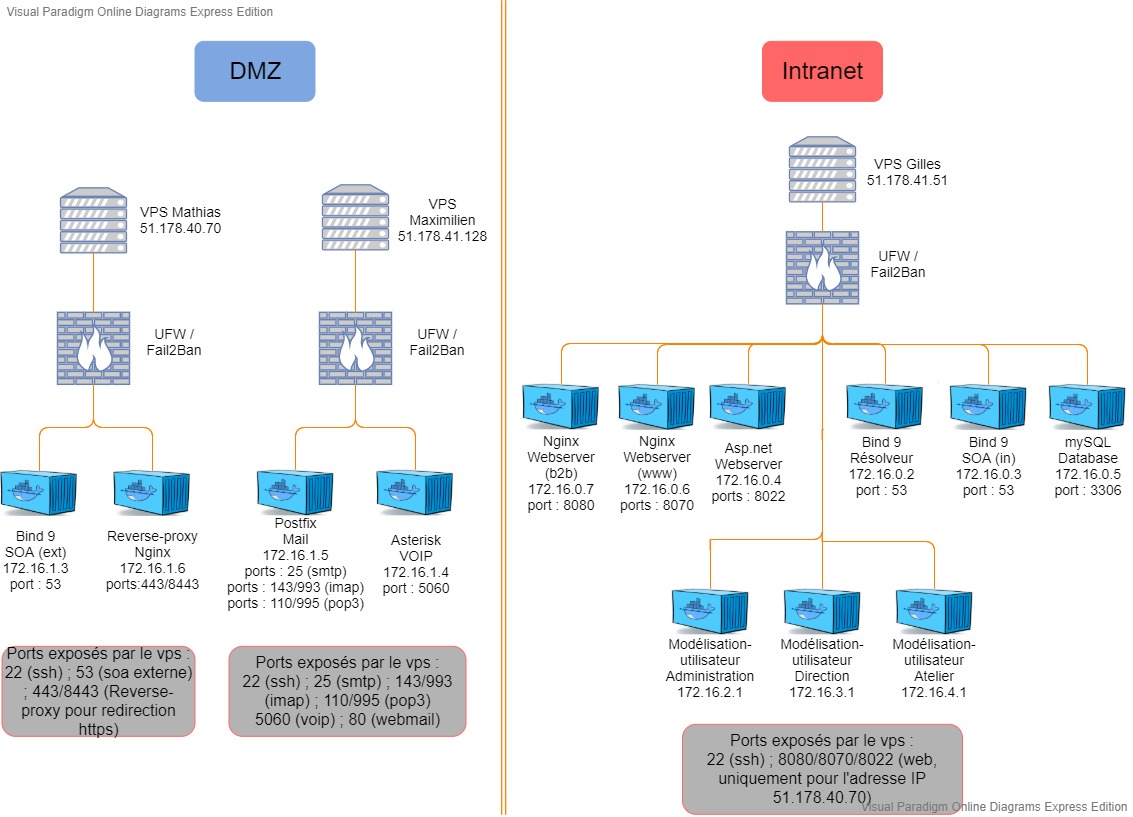 Visual Paradigm Online Diagrams Express Edition
DMZ
VPS Mathias
51.178.40.70
VPS
Maximilien
51.178.41.128
UFW /
Fail2Ban
UFW /
Fail2Ban
Bind 9
SOA (ext)
172.16.1.3
port : 53
Reverse-proxy
Nginx
172.16.1.6
ports:443/8443
Postfix
Mail
172.16.1.5
ports : 25 (smtp)
ports : 143/993 (imap)
ports : 110/995 (pop3)
Asterisk
VOIP
172.16.1.4
port : 5060
Ports exposés par le vps :
22 (ssh) ; 53 (soa externe)
; 443/8443 (Reverse-
proxy pour redirection
https)
Ports exposés par le vps :
22 (ssh) ; 25 (smtp) ; 143/993
(imap) ; 110/995 (pop3)
5060 (voip) ; 80 (webmail)
Intranet
VPS Gilles
51.178.41.51
UFW /
Fail2Ban
Nginx
Webserver
(b2b)
172.16.0.7
port : 8080
Nginx
Webserver
(www)
172.16.0.6
ports : 8070
Asp.net
Webserver
172.16.0.4
ports : 8022
Bind 9
Résolveur
172.16.0.2
port : 53
Bind 9
SOA (in)
172.16.0.3
port : 53
mySQL
Database
172.16.0.5
port : 3306
Modélisation-
utilisateur
Administration
172.16.2.1
Modélisation-
utilisateur
Direction
172.16.3.1
Modélisation-
utilisateur
Atelier
172.16.4.1
Ports exposés par le vps :
22 (ssh) ; 8080/8070/8022 (web,
uniquement pour l'adresse IP
51.178.40.70)
Visual Paradigm Online Diagrams Express Edition